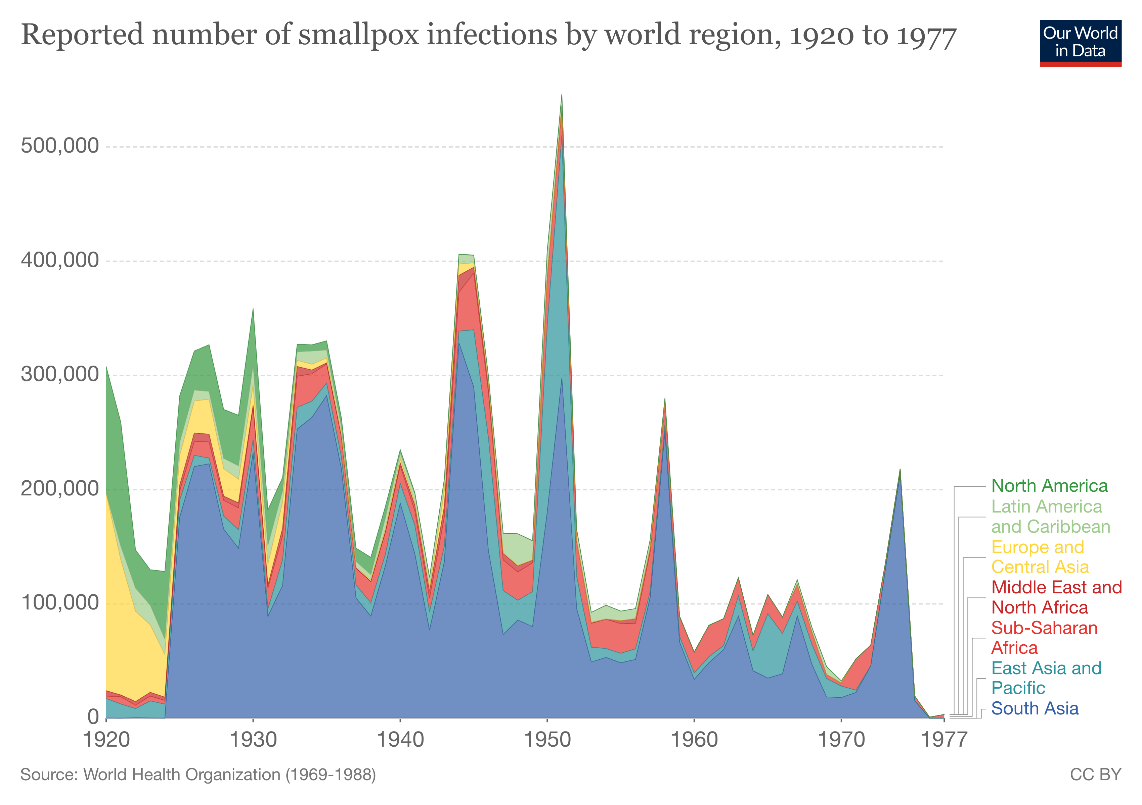 Reported number of smallpox infections by world region, 1920 to 1977
Our World
in Data
500,000
400,000
300,000
200,000
100,000
0
1920
1930
1940
1950
1960
1970
1977
North America
Latin America
and Caribbean
Europe and
Central Asia
Middle East and
North Africa
Sub-Saharan
Africa
East Asia and
Pacific
South Asia
Source: World Health Organization (1969-1988)
CC BY